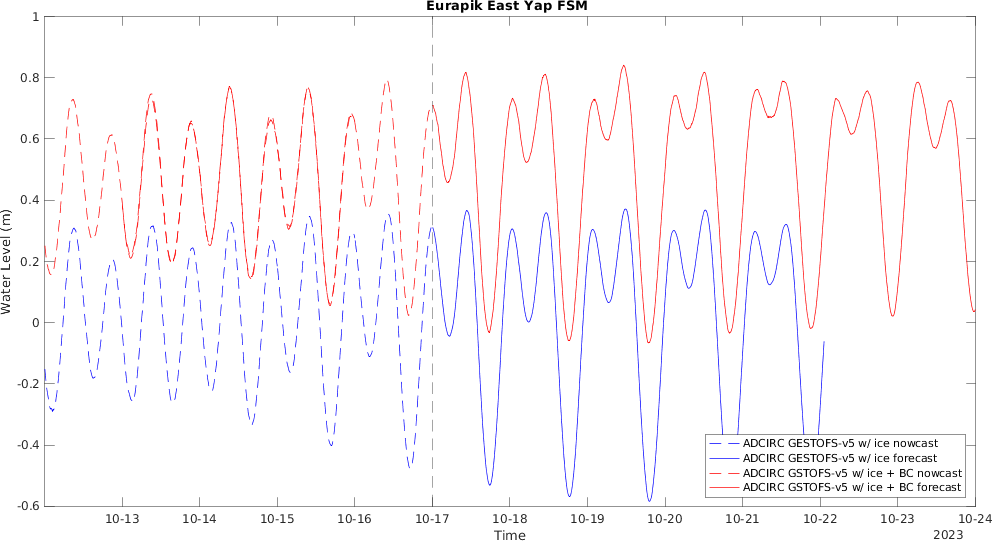 Eurapik East Yap FSM
1
0.8
0.6
0.4
0.2
0
-0.2
-0.4
-0.6
Water Level (m)
ADCIRC GESTOFS-v5 w/ ice nowcast
ADCIRC GESTOFS-v5 w/ ice forecast
ADCIRC GSTOFS-v5 w/ ice + BC nowcast
ADCIRC GSTOFS-v5 w/ ice + BC forecast
10-13 10-14 10-15 10-16 10-17 10-18 10-19 10-20 10-21 10-22 10-23 10-24
Time 2023